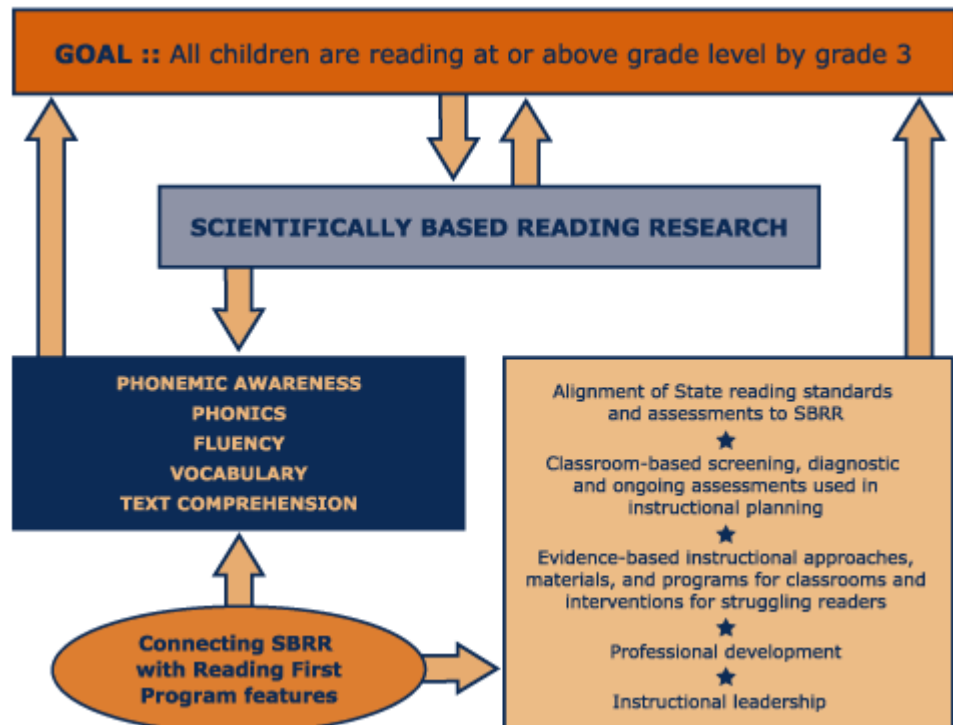 GOAL :: All children are reading at or above grade level by grade 3
SCIENTIFICALLY BASED READING RESEARCH
PHONEMIC AWARENESS
PHONICS
FLUENCY
VOCABULARY
TEXT COMPREHENSION
Connecting SBRR
with Reading First
Program features
Alignment of State reading standards
and assessments to SBRR
Classroom-based screening, diagnostic
and ongoing assessments used in
instructional planning
Evidence-based instructional approaches,
materials, and programs for classrooms and
interventions for struggling readers
Professional development
Instructional leadership